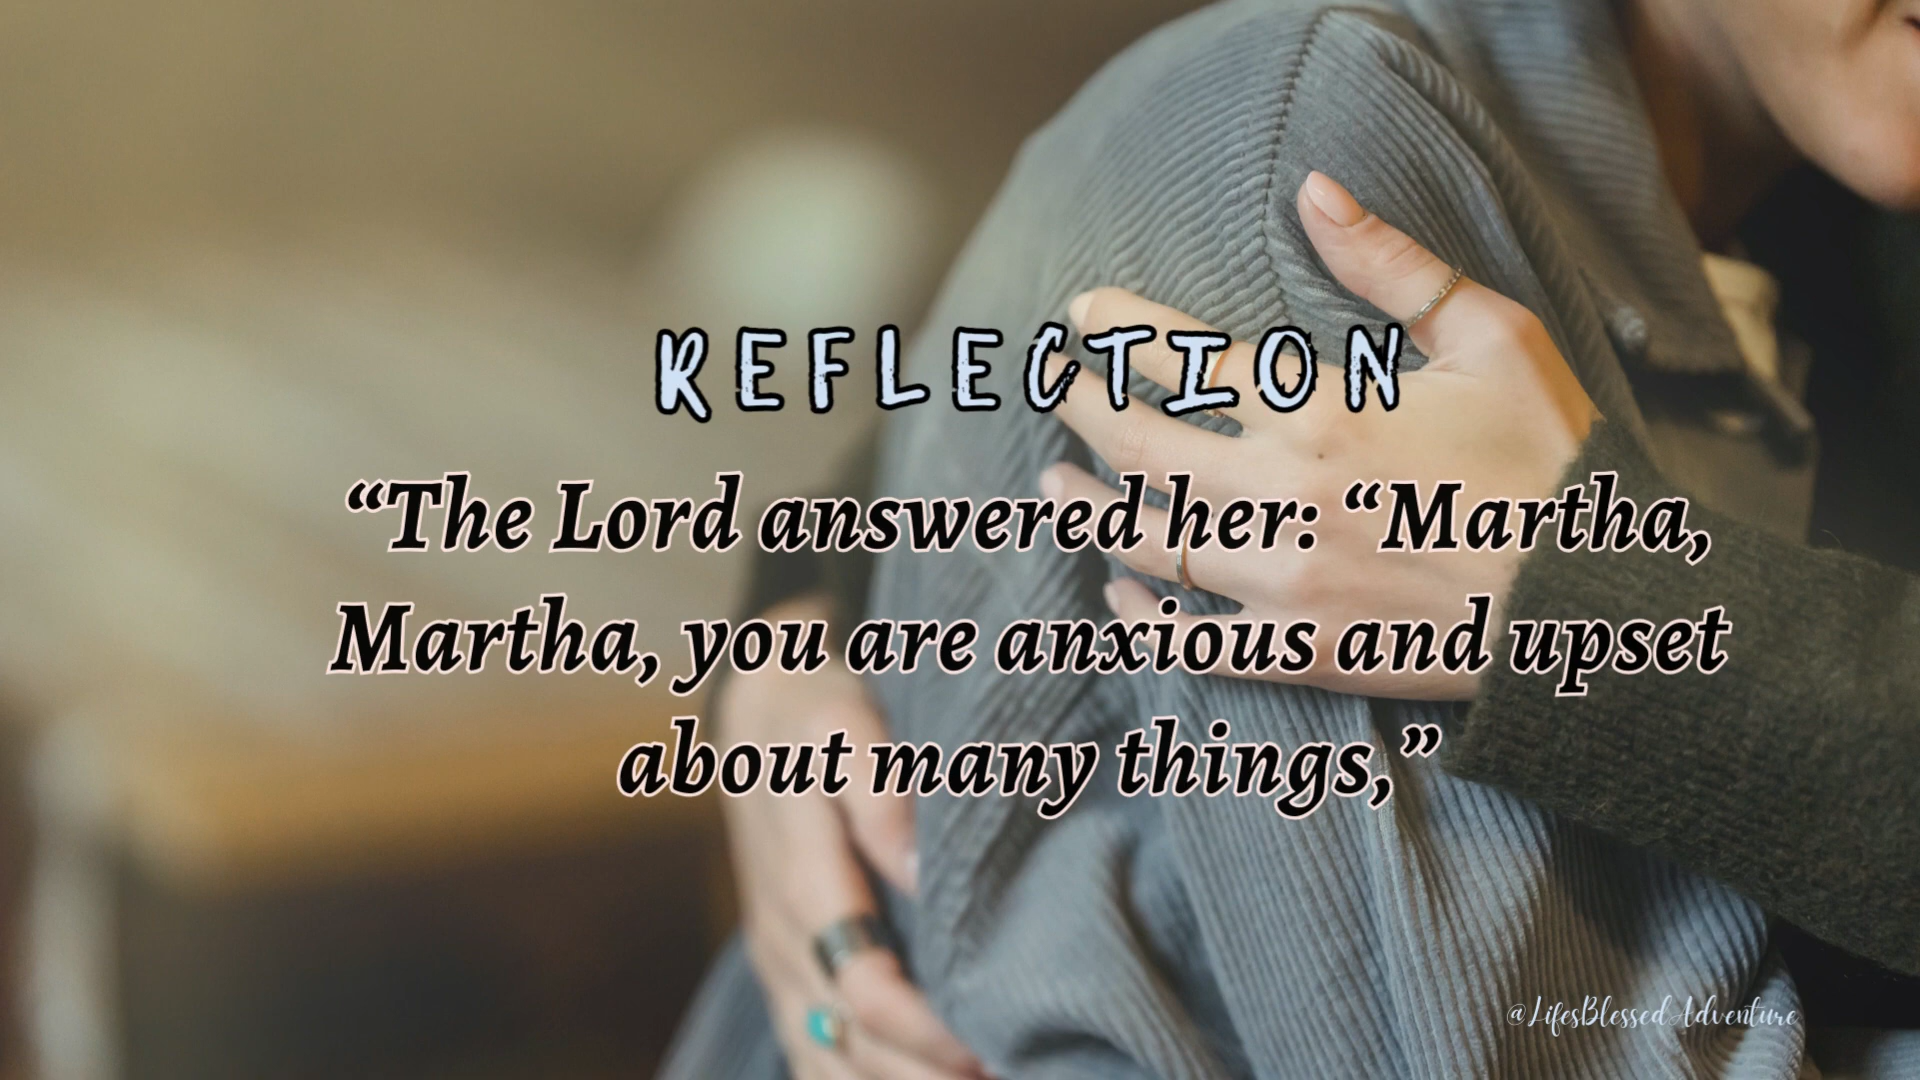 REFLECTION
“The Lord answered her: “Martha,
Martha, you are anxious and upset
about many things,”
@LifesBlessedAdventure